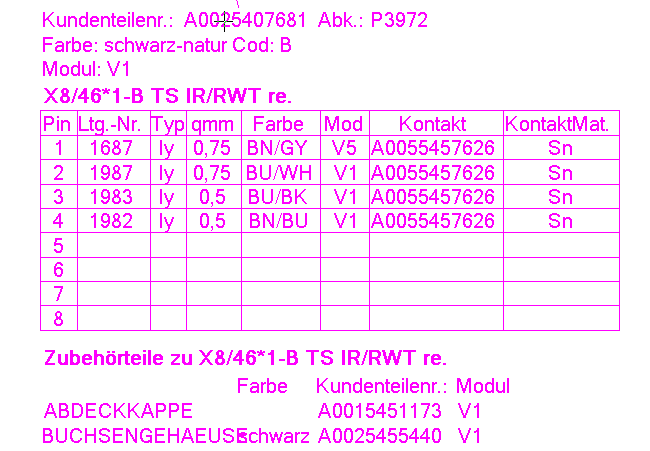 Kundenteilenr.: A0025407681 Abk.: P3972
Farbe: schwarz-natur Cod: B
Modul: V1
X8/46*1-B TS IR/RWT re.
Pin Ltg.-Nr. Typ qmm Farbe Mod Kontakt KontaktMat.
1 1687 ly 0,75 BN/GY V5 A0055457626 Sn
2 1987 ly 0,75 BU/WH V1 A0055457626 Sn
3 1983 ly 0,5 BU/BK V1 A0055457626 Sn
4 1982 ly 0,5 BN/BU V1 A0055457626 Sn
5
6
7
8
Zubehörteile zu X8/46*1-B TS IR/RWT re.
Farbe Kundenteilenr.: Modul
ABDECKKAPPE A0015451173 V1
BUCHSENGEHAEUSE schwarz A0025455440 V1